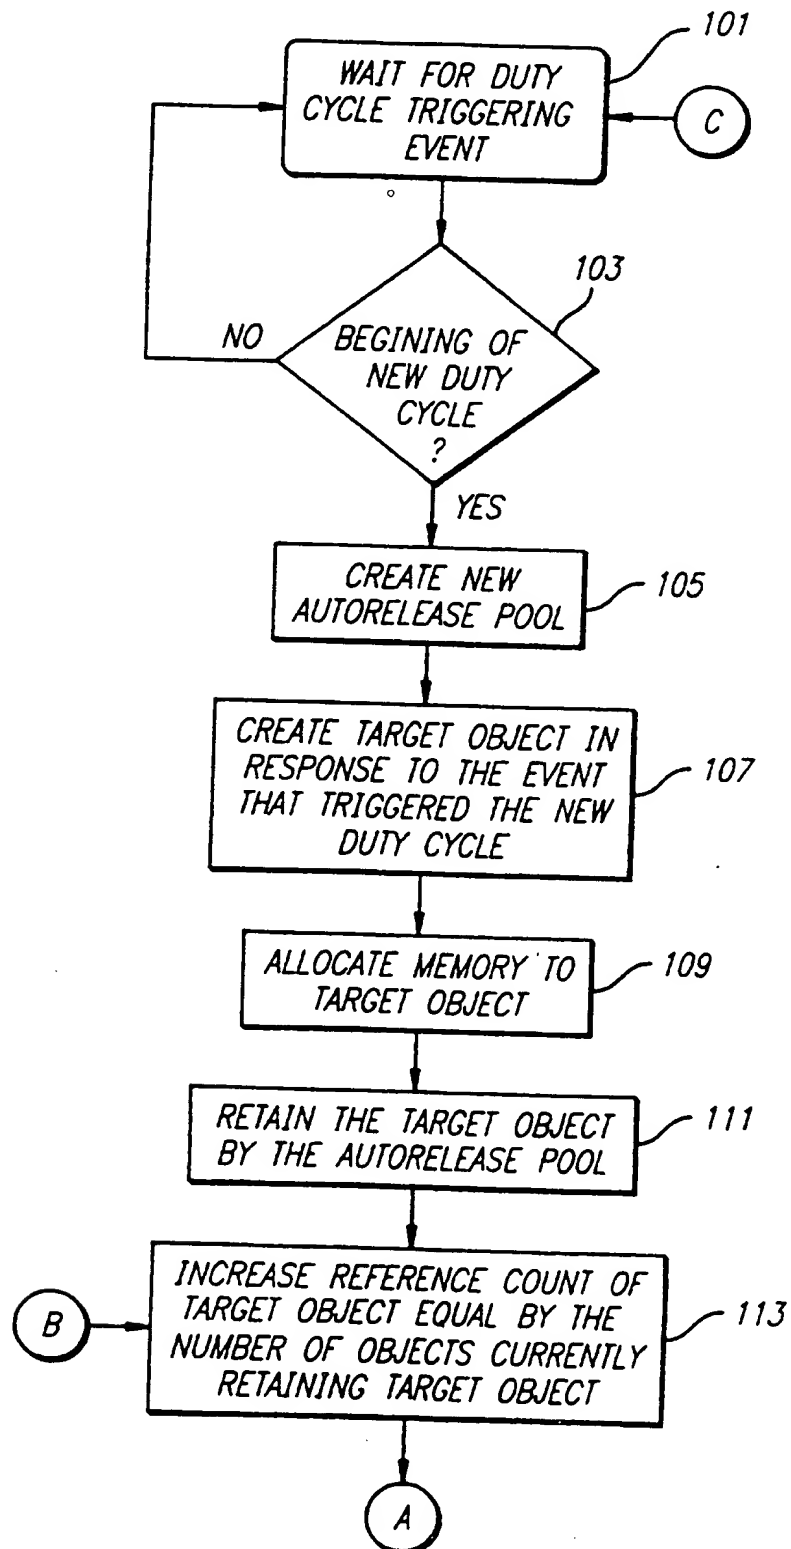 101
WAIT FOR DUTY
CYCLE TRIGGERING
EVENT
C
103
NO
BEGINING OF
NEW DUTY
CYCLE
?
YES
CREATE NEW
AUTORELEASE POOL
105
CREATE TARGET OBJECT IN
RESPONSE TO THE EVENT
THAT TRIGGERED THE NEW
DUTY CYCLE
107
ALLOCATE MEMORY TO
TARGET OBJECT
109
RETAIN THE TARGET OBJECT
BY THE AUTORELEASE POOL
111
INCREASE REFERENCE COUNT OF
TARGET OBJECT EQUAL BY THE
NUMBER OF OBJECTS CURRENTLY
RETAINING TARGET OBJECT
B
113
A